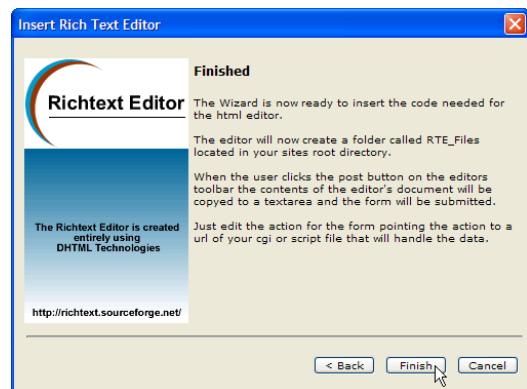 Insert Rich Text Editor
Richtext Editor
The Richtext Editor is created
entirely using
DHTML Technologies
http://richtext.sourceforge.net/
Finished
The Wizard is now ready to insert the code needed for
the html editor.
The editor will now create a folder called RTE_Files
located in your sites root directory.
When the user clicks the post button on the editors
toolbar the contents of the editor's document will be
copyed to a textarea and the form will be submitted.
Just edit the action for the form pointing the action to a
url of your cgi or script file that will handle the data.
< Back
Finish
Cancel